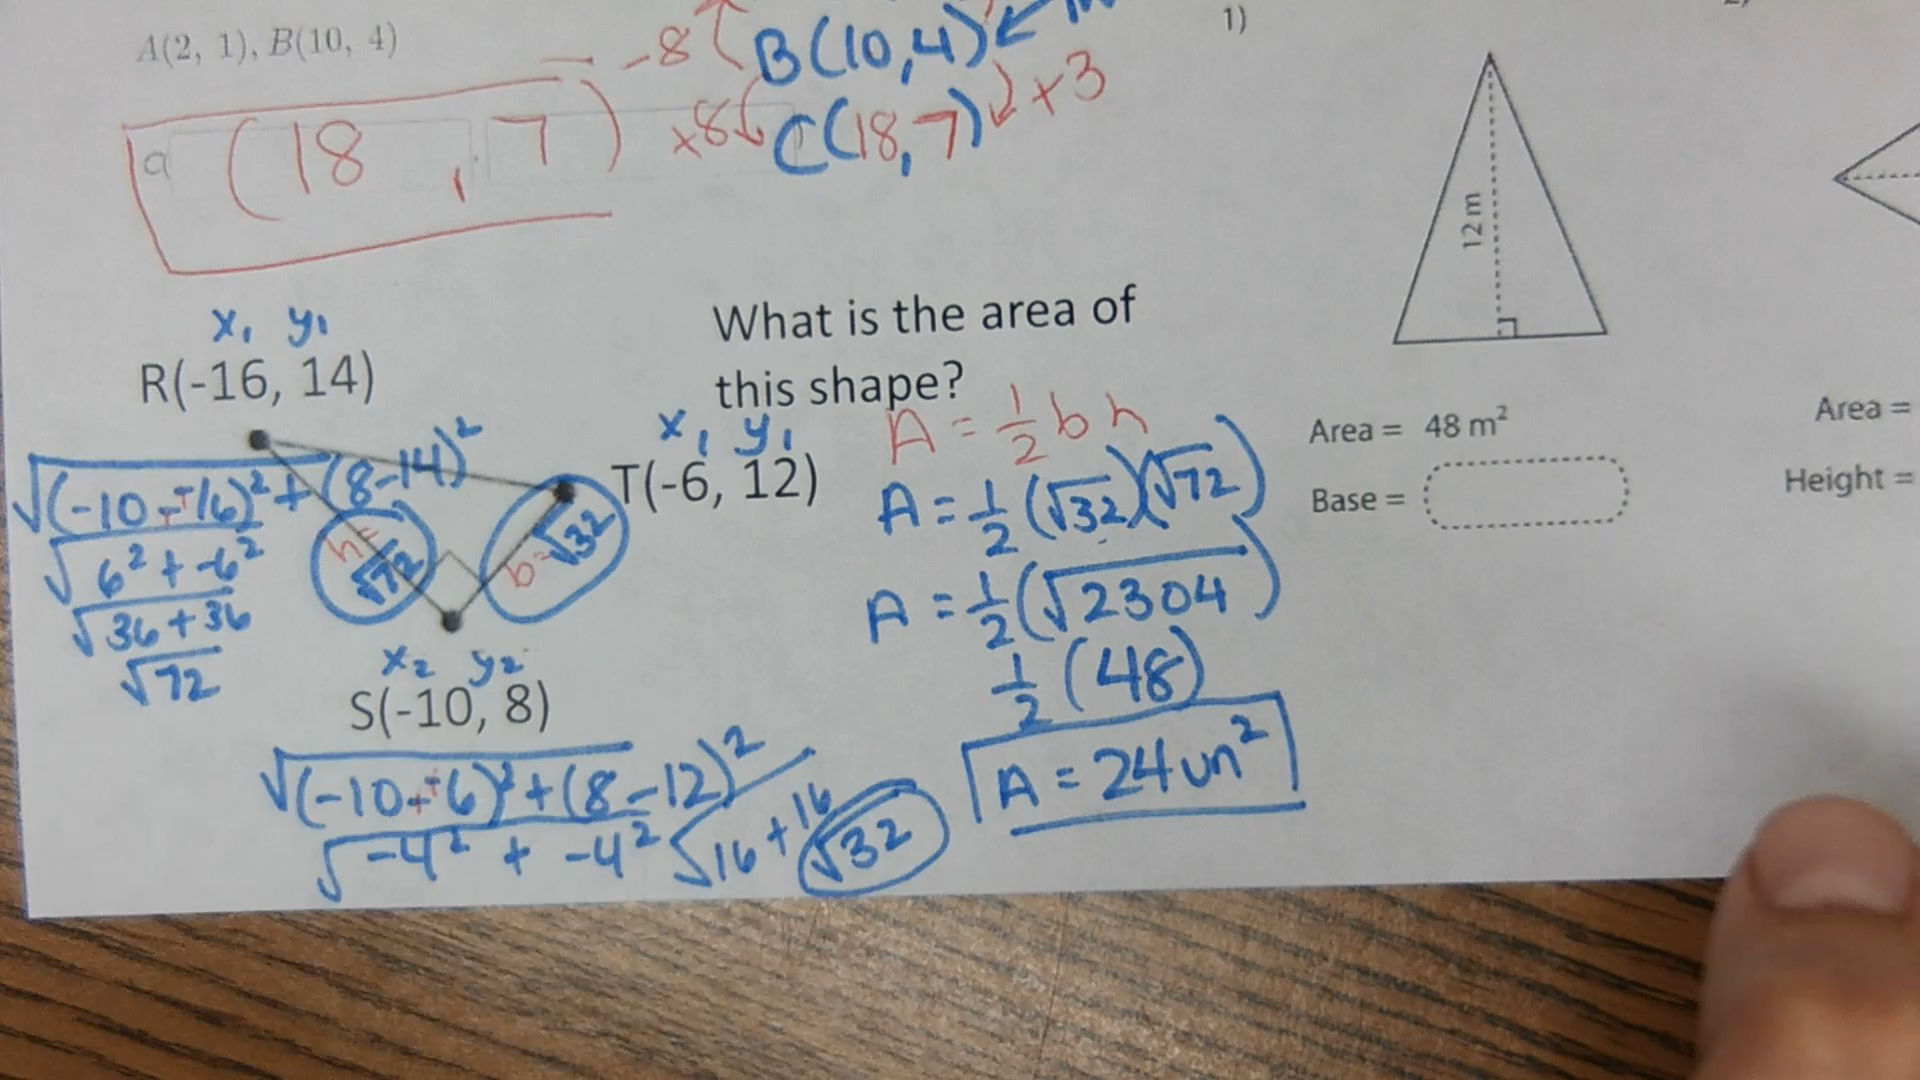 A(2, 1), B(10, 4)
-8 B(10,4)
(18, 7)
+8 C(18,7) +3
x₁ y₁
R(-16, 14)
√(-10--16)² + (8-14)²
√6² + -6²
√36+36
√72
h=√72
b=√32
x₁ y₁
T(-6, 12)
x₂ y₂
S(-10, 8)
√(-10--6)²+(8-12)²
√-4² + -4² √16+16
√32
What is the area of
this shape?
A = 1/2 b h
A = 1/2 (√32)(√72)
A = 1/2 (√2304)
1/2 (48)
A = 24un²
1)
12 m
Area = 48 m²
Base =
Area =
Height =